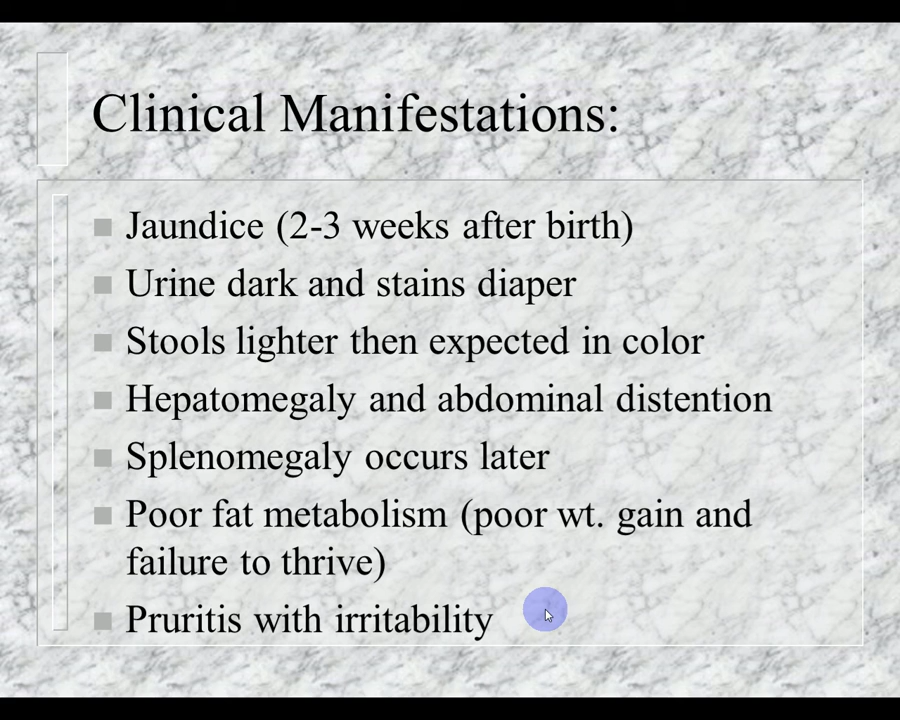 Clinical Manifestations:
Jaundice (2-3 weeks after birth)
Urine dark and stains diaper
Stools lighter then expected in color
Hepatomegaly and abdominal distention
Splenomegaly occurs later
Poor fat metabolism (poor wt. gain and
failure to thrive)
Pruritis with irritability